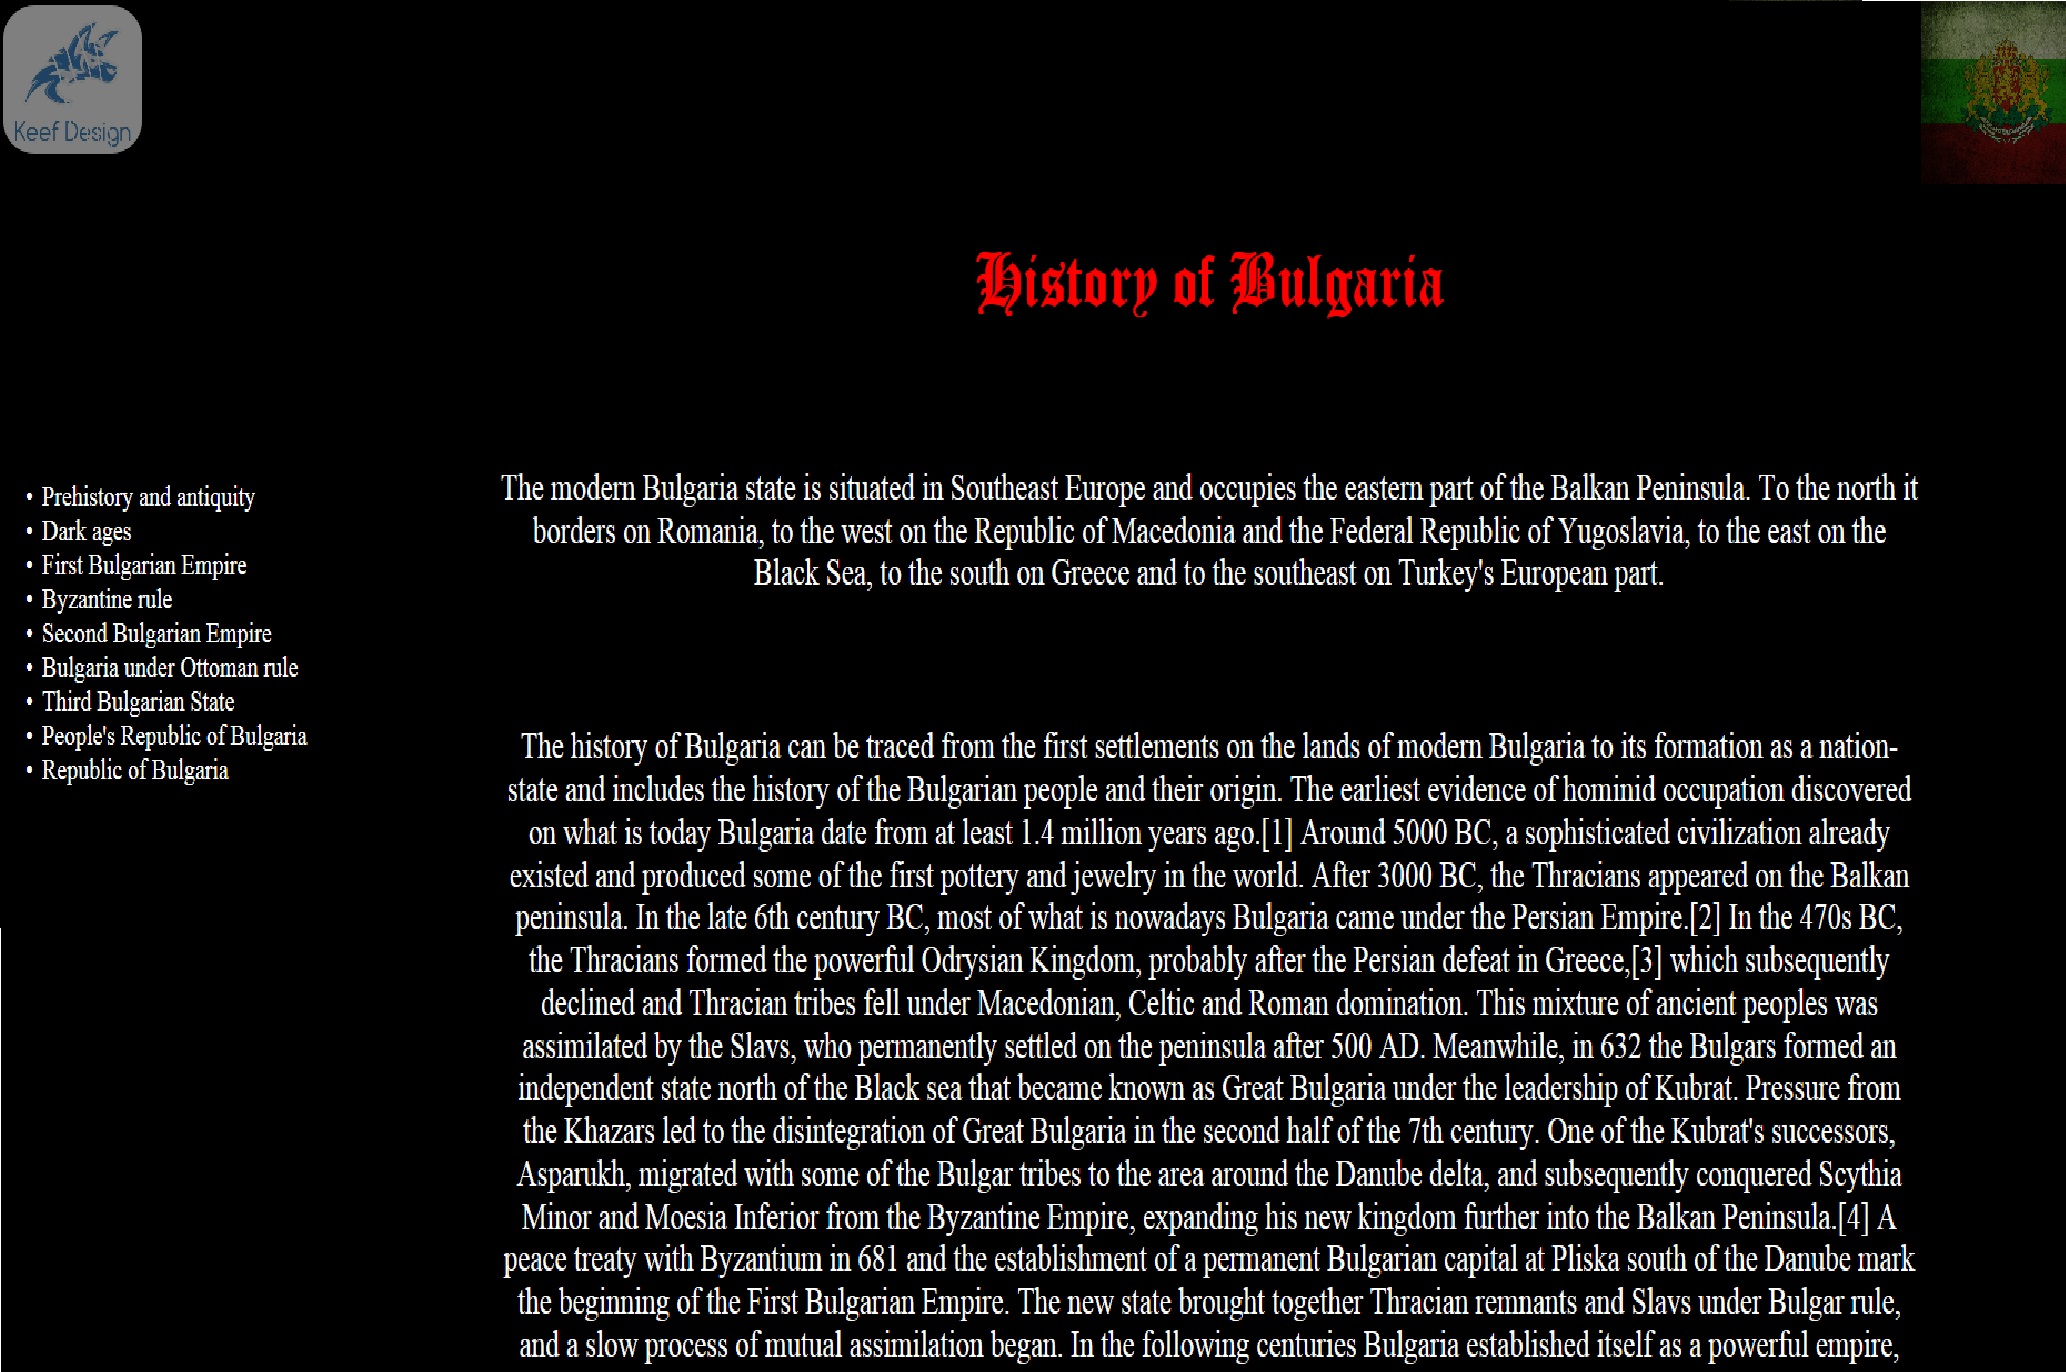 Keef Design
History of Bulgaria
• Prehistory and antiquity
• Dark ages
• First Bulgarian Empire
• Byzantine rule
• Second Bulgarian Empire
• Bulgaria under Ottoman rule
• Third Bulgarian State
• People's Republic of Bulgaria
• Republic of Bulgaria
The modern Bulgaria state is situated in Southeast Europe and occupies the eastern part of the Balkan Peninsula. To the north it
borders on Romania, to the west on the Republic of Macedonia and the Federal Republic of Yugoslavia, to the east on the
Black Sea, to the south on Greece and to the southeast on Turkey's European part.
The history of Bulgaria can be traced from the first settlements on the lands of modern Bulgaria to its formation as a nation-
state and includes the history of the Bulgarian people and their origin. The earliest evidence of hominid occupation discovered
on what is today Bulgaria date from at least 1.4 million years ago.[1] Around 5000 BC, a sophisticated civilization already
existed and produced some of the first pottery and jewelry in the world. After 3000 BC, the Thracians appeared on the Balkan
peninsula. In the late 6th century BC, most of what is nowadays Bulgaria came under the Persian Empire.[2] In the 470s BC,
the Thracians formed the powerful Odrysian Kingdom, probably after the Persian defeat in Greece,[3] which subsequently
declined and Thracian tribes fell under Macedonian, Celtic and Roman domination. This mixture of ancient peoples was
assimilated by the Slavs, who permanently settled on the peninsula after 500 AD. Meanwhile, in 632 the Bulgars formed an
independent state north of the Black sea that became known as Great Bulgaria under the leadership of Kubrat. Pressure from
the Khazars led to the disintegration of Great Bulgaria in the second half of the 7th century. One of the Kubrat's successors,
Asparukh, migrated with some of the Bulgar tribes to the area around the Danube delta, and subsequently conquered Scythia
Minor and Moesia Inferior from the Byzantine Empire, expanding his new kingdom further into the Balkan Peninsula.[4] A
peace treaty with Byzantium in 681 and the establishment of a permanent Bulgarian capital at Pliska south of the Danube mark
the beginning of the First Bulgarian Empire. The new state brought together Thracian remnants and Slavs under Bulgar rule,
and a slow process of mutual assimilation began. In the following centuries Bulgaria established itself as a powerful empire,